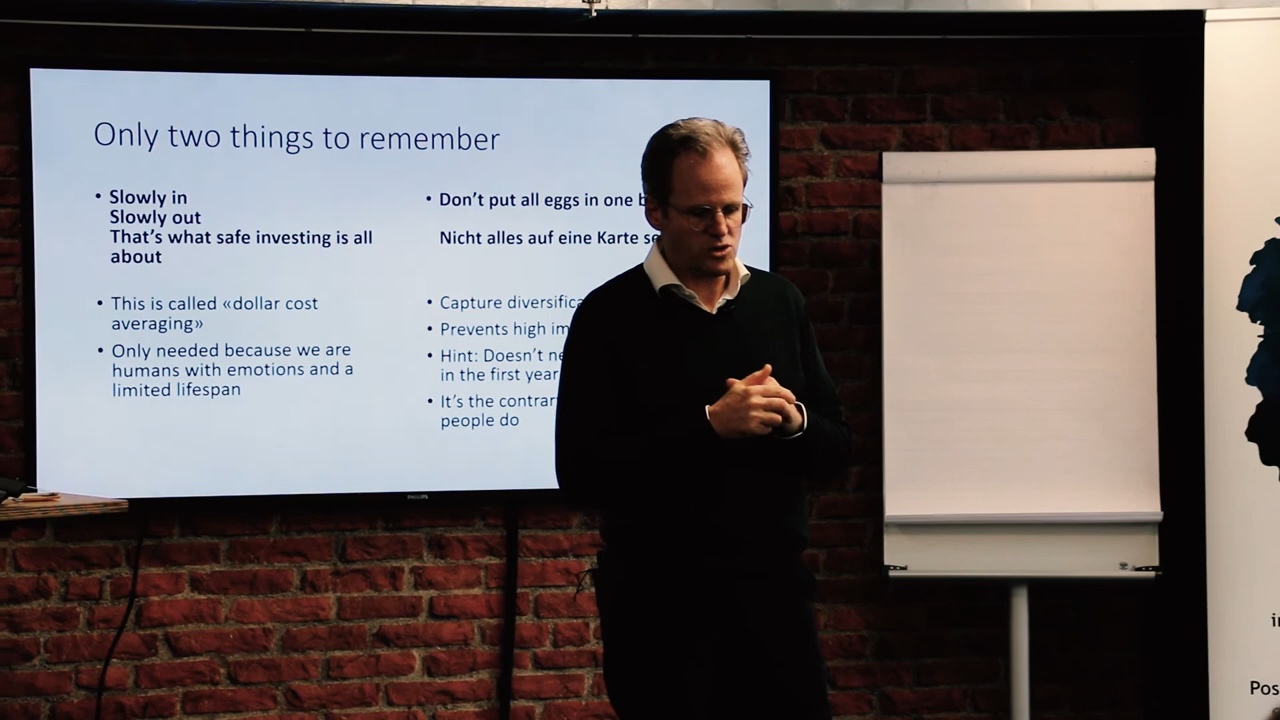 Only two things to remember
• Slowly in
Slowly out
That's what safe investing is all
about
• This is called «dollar cost
averaging»
• Only needed because we are
humans with emotions and a
limited lifespan
• Don't put all eggs in one
Nicht alles auf eine Karte
• Capture
• Prevents high
• Hint: Doesn't
in the first year
• It's the
people do
PHILIPS